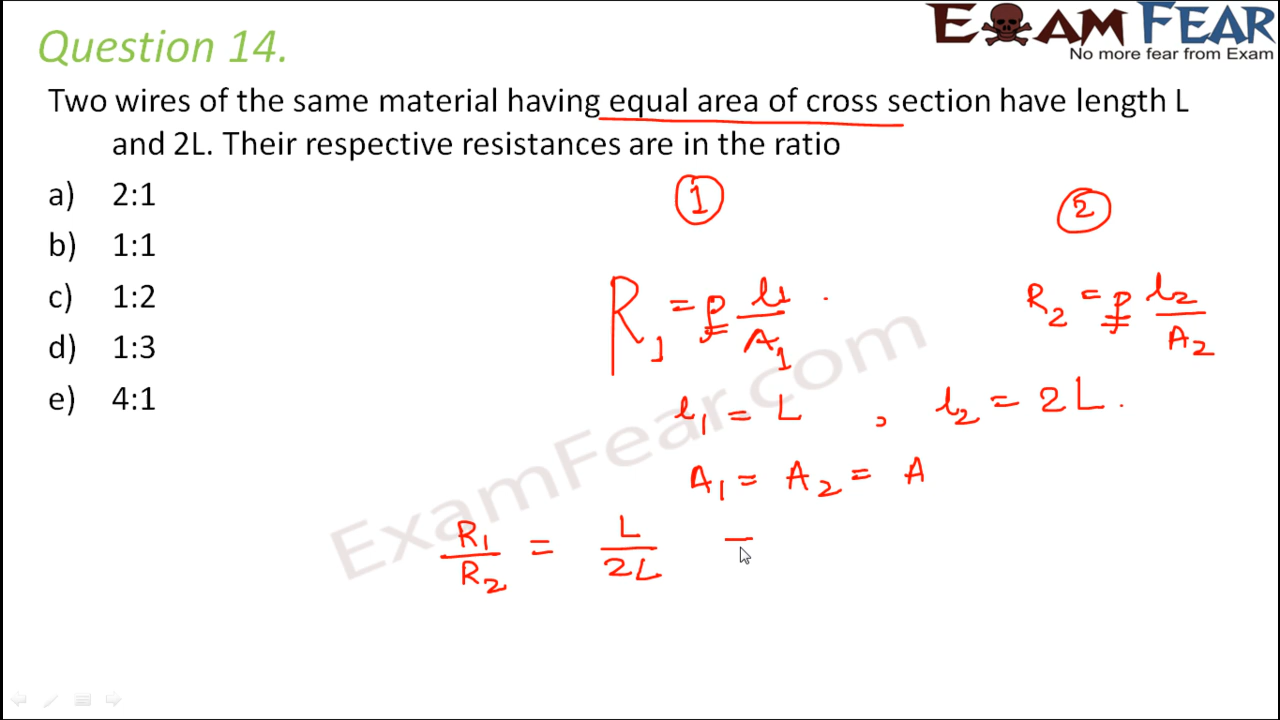 EXAM FEAR
No more fear from Exam
Question 14.
Two wires of the same material having equal area of cross section have length L
and 2L. Their respective resistances are in the ratio
a) 2:1
b) 1:1
c) 1:2
d) 1:3
e) 4:1
1 2
R₁ = ρ l₁/A₁ . R₂ = ρ l₂/A₂
l₁ = L , l₂ = 2L .
A₁ = A₂ = A
R₁/R₂ = L/2L
ExamFear.com